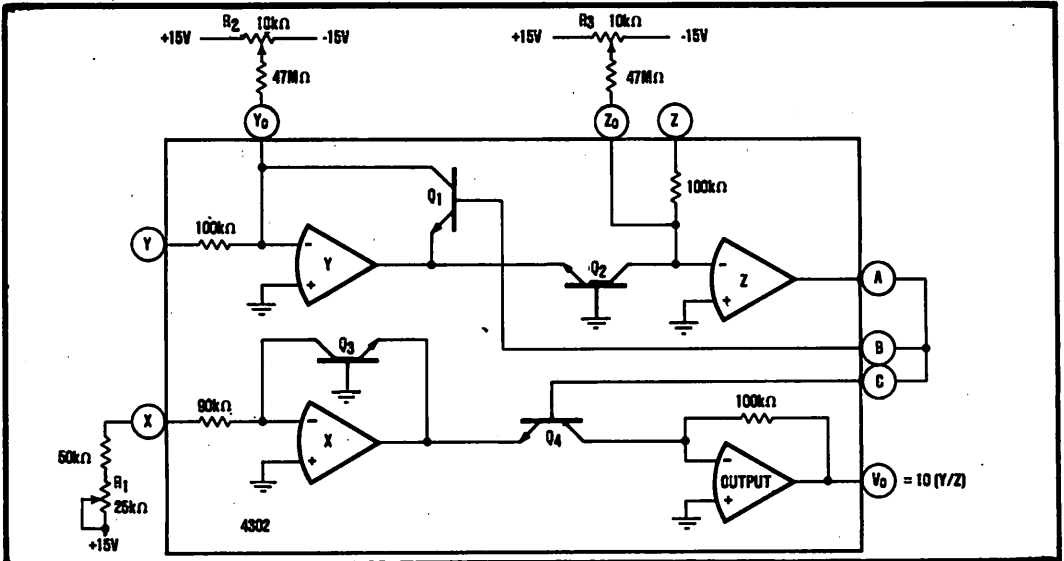 R2 10kΩ
+15V -15V
47MΩ
Y0
R3 10kΩ
+15V -15V
47MΩ
Z0 Z
Q1
100kΩ
100kΩ
Y
-
Y
+
Q2
-
Z
+
A
B
C
Q3
X
90kΩ
-
X
+
Q4
100kΩ
-
OUTPUT
+
V0 = 10 (Y/Z)
50kΩ
R1
25kΩ
+15V
4302